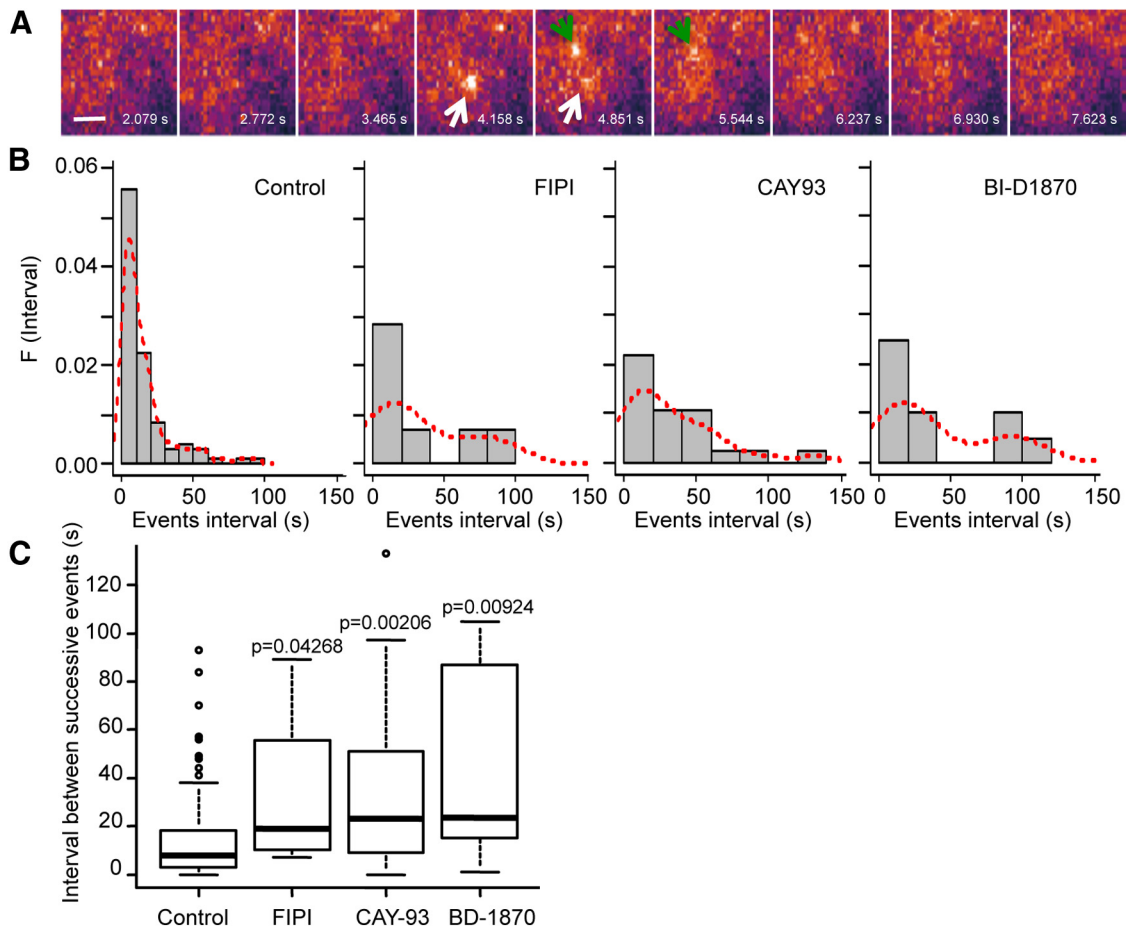 A
2.079 s 2.772 s 3.465 s 4.158 s 4.851 s 5.544 s 6.237 s 6.930 s 7.623 s
B
Control FIPI CAY93 BI-D1870
F (Interval)
0.06
0.04
0.02
0.00
0 50 100 150 0 50 100 150 0 50 100 150 0 50 100 150
Events interval (s) Events interval (s) Events interval (s) Events interval (s)
C
Interval between successive events (s)
120
100
80
60
40
20
0
p=0.04268
p=0.00206
p=0.00924
Control FIPI CAY-93 BD-1870